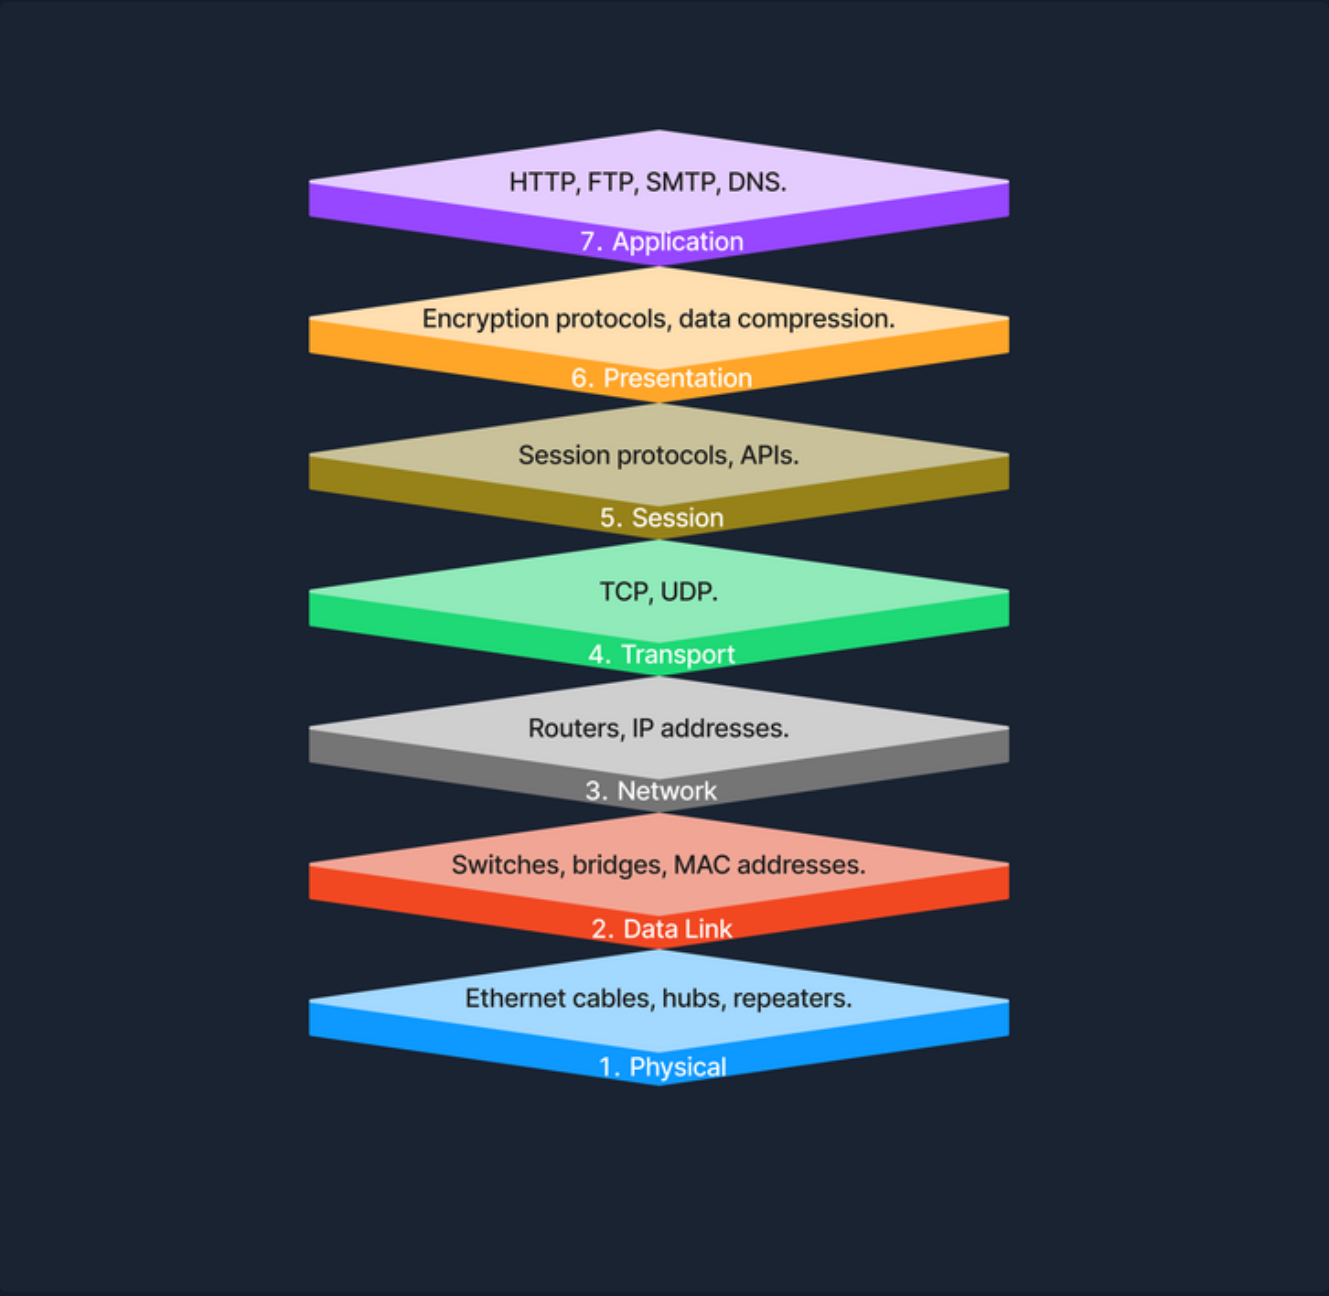 HTTP, FTP, SMTP, DNS.
7. Application
Encryption protocols, data compression.
6. Presentation
Session protocols, APIs.
5. Session
TCP, UDP.
4. Transport
Routers, IP addresses.
3. Network
Switches, bridges, MAC addresses.
2. Data Link
Ethernet cables, hubs, repeaters.
1. Physical